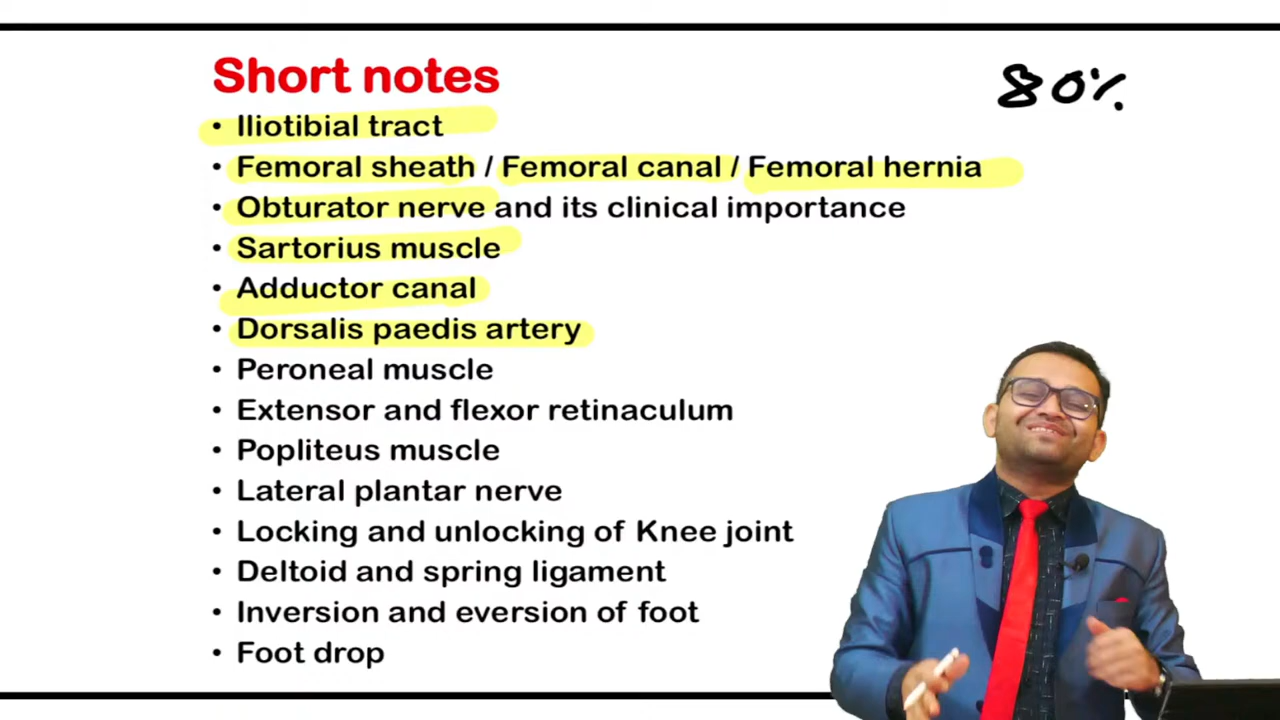 Short notes
80%
• Iliotibial tract
• Femoral sheath / Femoral canal / Femoral hernia
• Obturator nerve and its clinical importance
• Sartorius muscle
• Adductor canal
• Dorsalis paedis artery
• Peroneal muscle
• Extensor and flexor retinaculum
• Popliteus muscle
• Lateral plantar nerve
• Locking and unlocking of Knee joint
• Deltoid and spring ligament
• Inversion and eversion of foot
• Foot drop